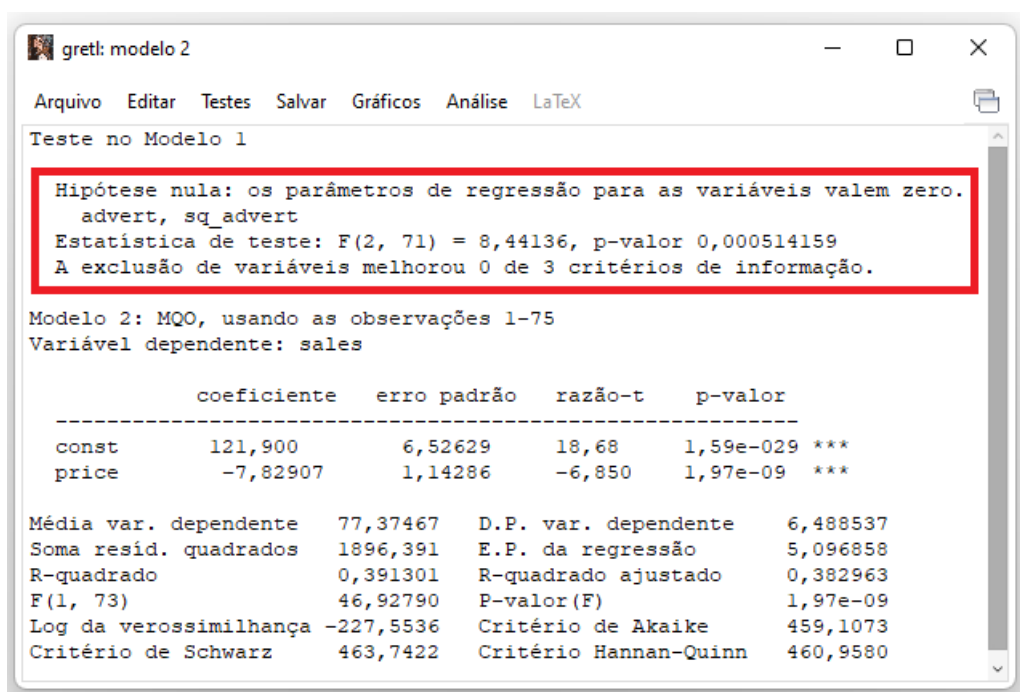 gretl: modelo 2
Arquivo Editar Testes Salvar Gráficos Análise LaTeX
Teste no Modelo 1
Hipótese nula: os parâmetros de regressão para as variáveis valem zero.
advert, sq_advert
Estatística de teste: F(2, 71) = 8,44136, p-valor 0,000514159
A exclusão de variáveis melhorou 0 de 3 critérios de informação.
Modelo 2: MQO, usando as observações 1-75
Variável dependente: sales
coeficiente erro padrão razão-t p-valor
-----------------------------------------------------------
const 121,900 6,52629 18,68 1,59e-029 ***
price -7,82907 1,14286 -6,850 1,97e-09 ***
Média var. dependente 77,37467 D.P. var. dependente 6,488537
Soma resíd. quadrados 1896,391 E.P. da regressão 5,096858
R-quadrado 0,391301 R-quadrado ajustado 0,382963
F(1, 73) 46,92790 P-valor(F) 1,97e-09
Log da verossimilhança -227,5536 Critério de Akaike 459,1073
Critério de Schwarz 463,7422 Critério Hannan-Quinn 460,9580